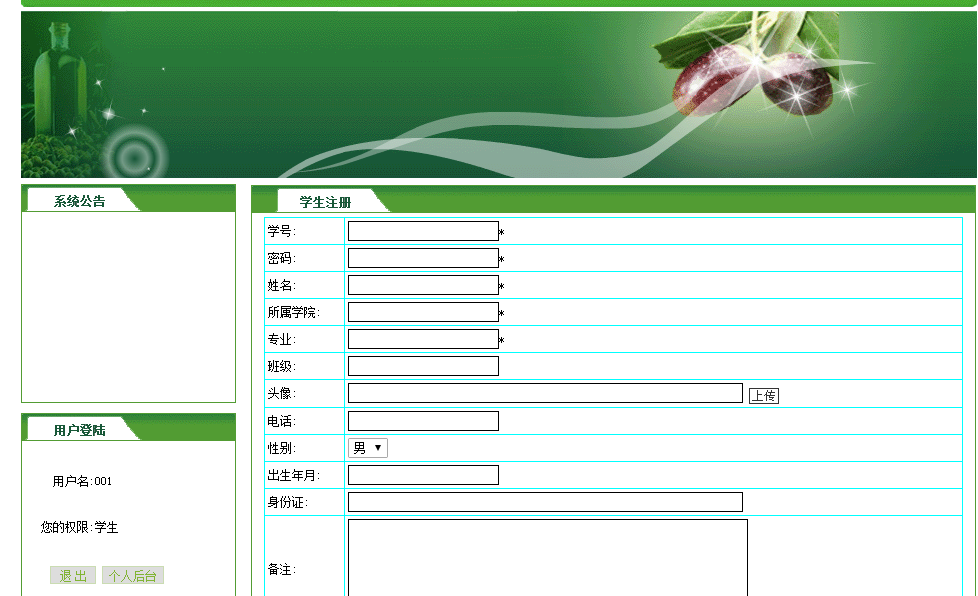 系统公告
学生注册
学号:
*
密码:
*
姓名:
*
所属学院:
*
专业:
*
班级:
头像:
上传
电话:
性别:
男 ▼
出生年月:
身份证:
备注:
用户登陆
用户名:001
您的权限:学生
退 出 个人后台